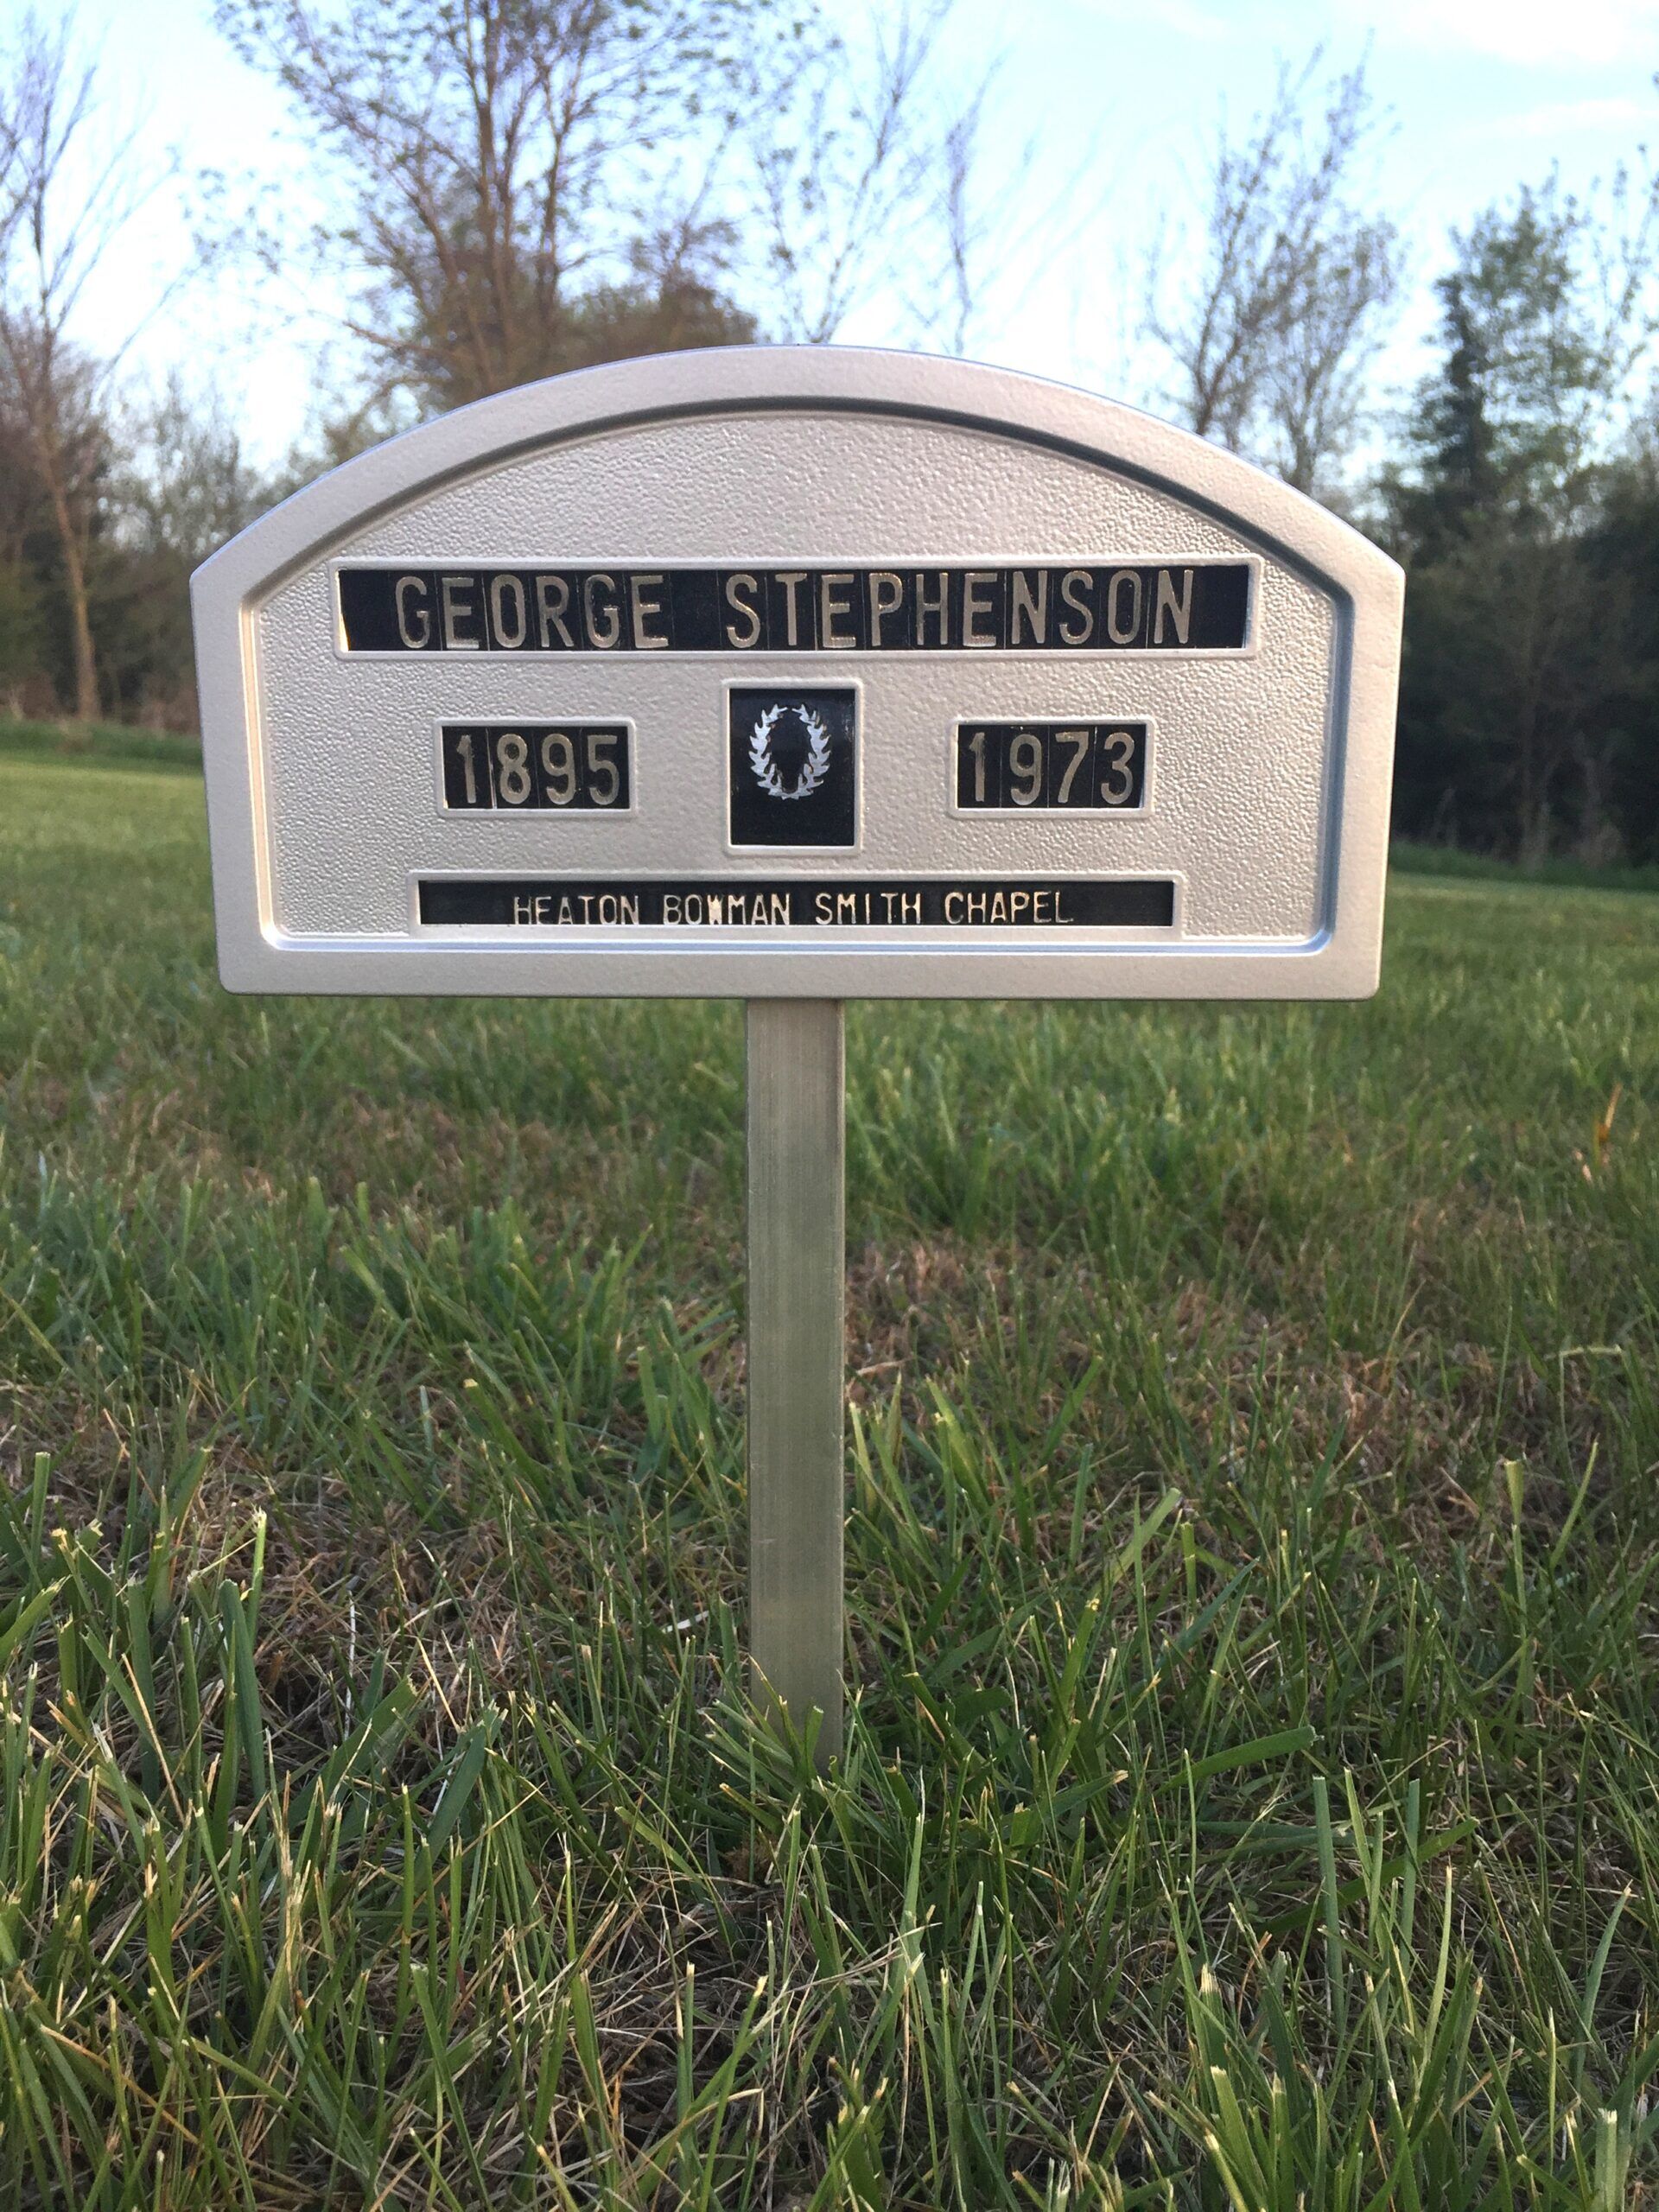 GEORGE STEPHENSON
1895 1973
HEATON BOWMAN SMITH CHAPEL